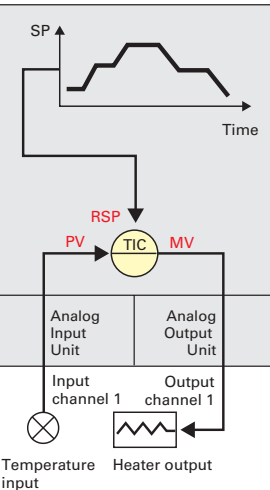 SP
Time
RSP
PV
TIC
MV
Analog
Input
Unit
Analog
Output
Unit
Input
channel 1
Output
channel 1
Temperature
input
Heater output